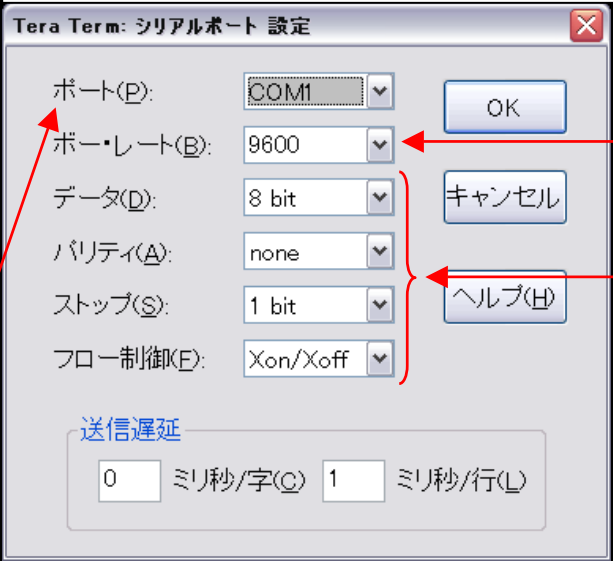 Tera Term: シリアルポート 設定
ポート(P): COM1
OK
ボー・レート(B): 9600
データ(D): 8 bit
キャンセル
パリティ(A): none
ストップ(S): 1 bit
ヘルプ(H)
フロー制御(F): Xon/Xoff
送信遅延
0 ミリ秒/字(C) 1 ミリ秒/行(L)